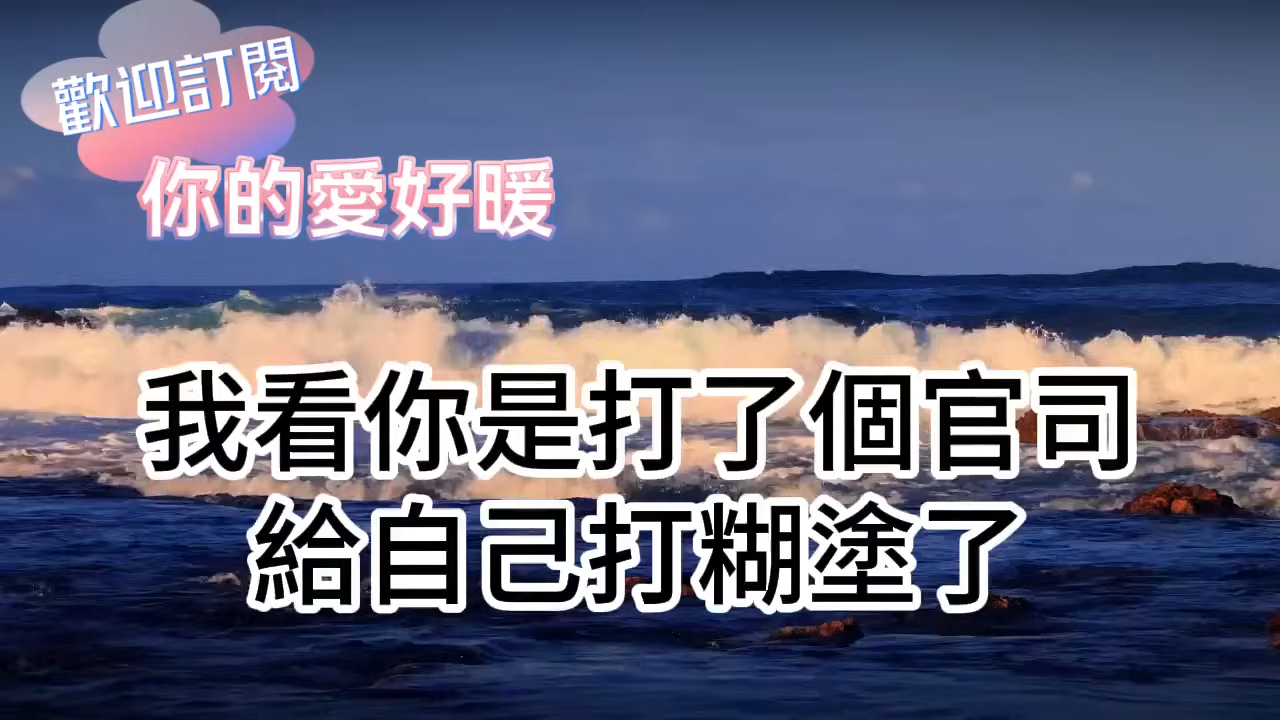 歡迎訂閱
你的愛好暖
我看你是打了個官司
給自己打糊塗了